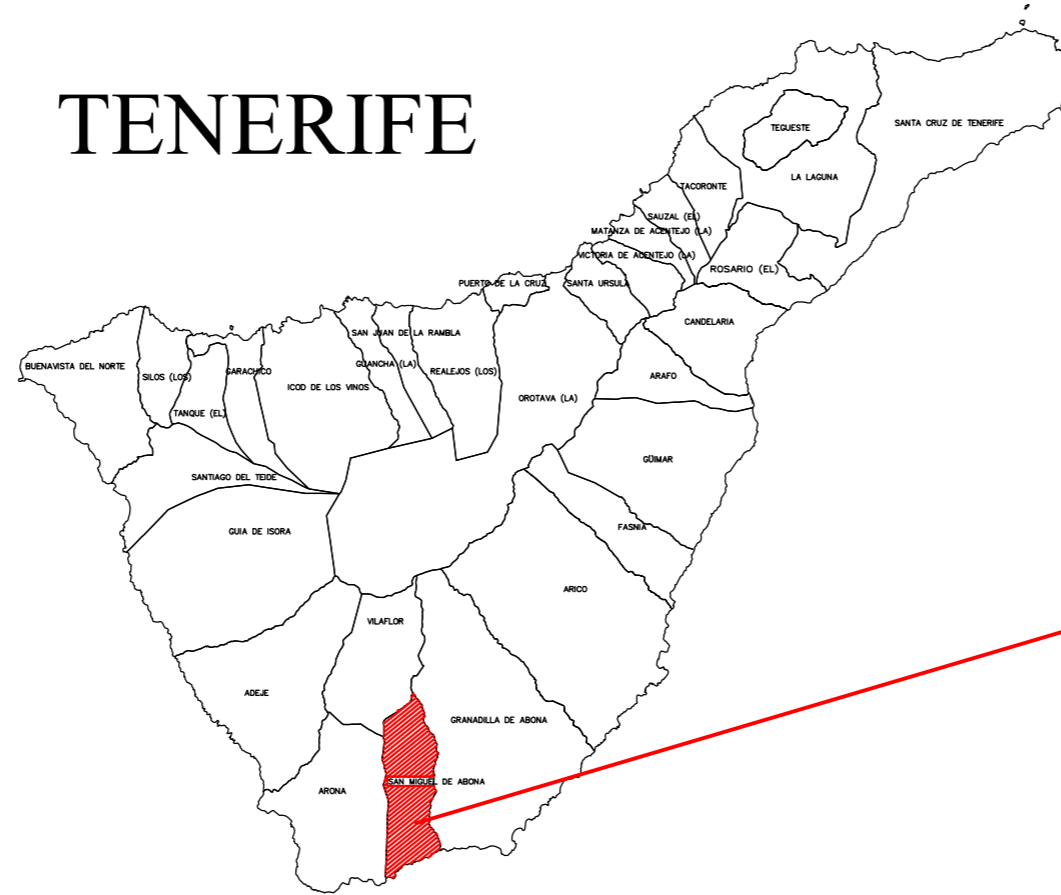 TENERIFE
TEGUESTE
SANTA CRUZ DE TENERIFE
LA LAGUNA
TACORONTE
SAUZAL (EL)
MATANZA DE ACENTEJO (LA)
VICTORIA DE ACENTEJO (LA)
ROSARIO (EL)
PUERTO DE LA CRUZ
SANTA URSULA
CANDELARIA
SAN JUAN DE LA RAMBLA
BUENAVISTA DEL NORTE
SILOS (LOS)
GARACHICO
GUANCHA (LA)
REALEJOS (LOS)
ARAFO
ICOD DE LOS VINOS
OROTAVA (LA)
TANQUE (EL)
GÜIMAR
SANTIAGO DEL TEIDE
FASNIA
GUIA DE ISORA
ARICO
VILAFLOR
ADEJE
GRANADILLA DE ABONA
SAN MIGUEL DE ABONA
ARONA